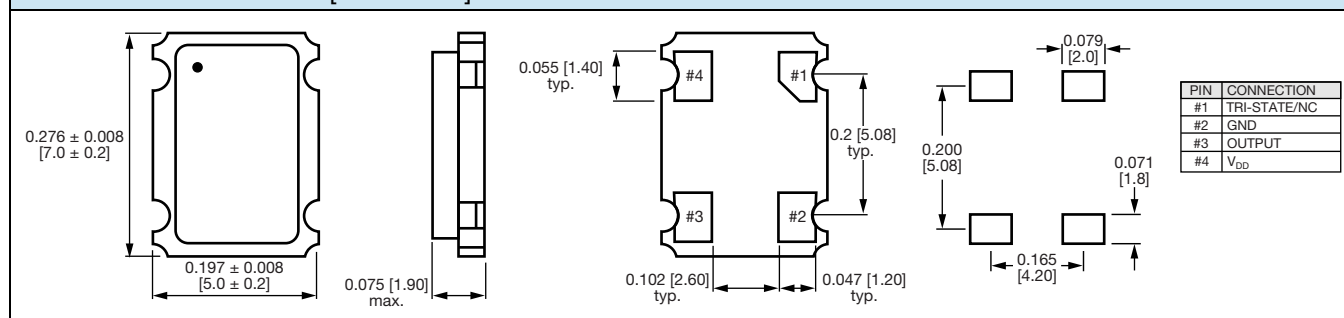 0.276 ± 0.008
[7.0 ± 0.2]
0.197 ± 0.008
[5.0 ± 0.2]
0.075 [1.90]
max.
0.055 [1.40]
typ.
#4
#1
#3
#2
0.2 [5.08]
typ.
0.102 [2.60]
typ.
0.047 [1.20]
typ.
0.079
[2.0]
0.200
[5.08]
0.071
[1.8]
0.165
[4.20]
PIN CONNECTION
#1 TRI-STATE/NC
#2 GND
#3 OUTPUT
#4 VDD